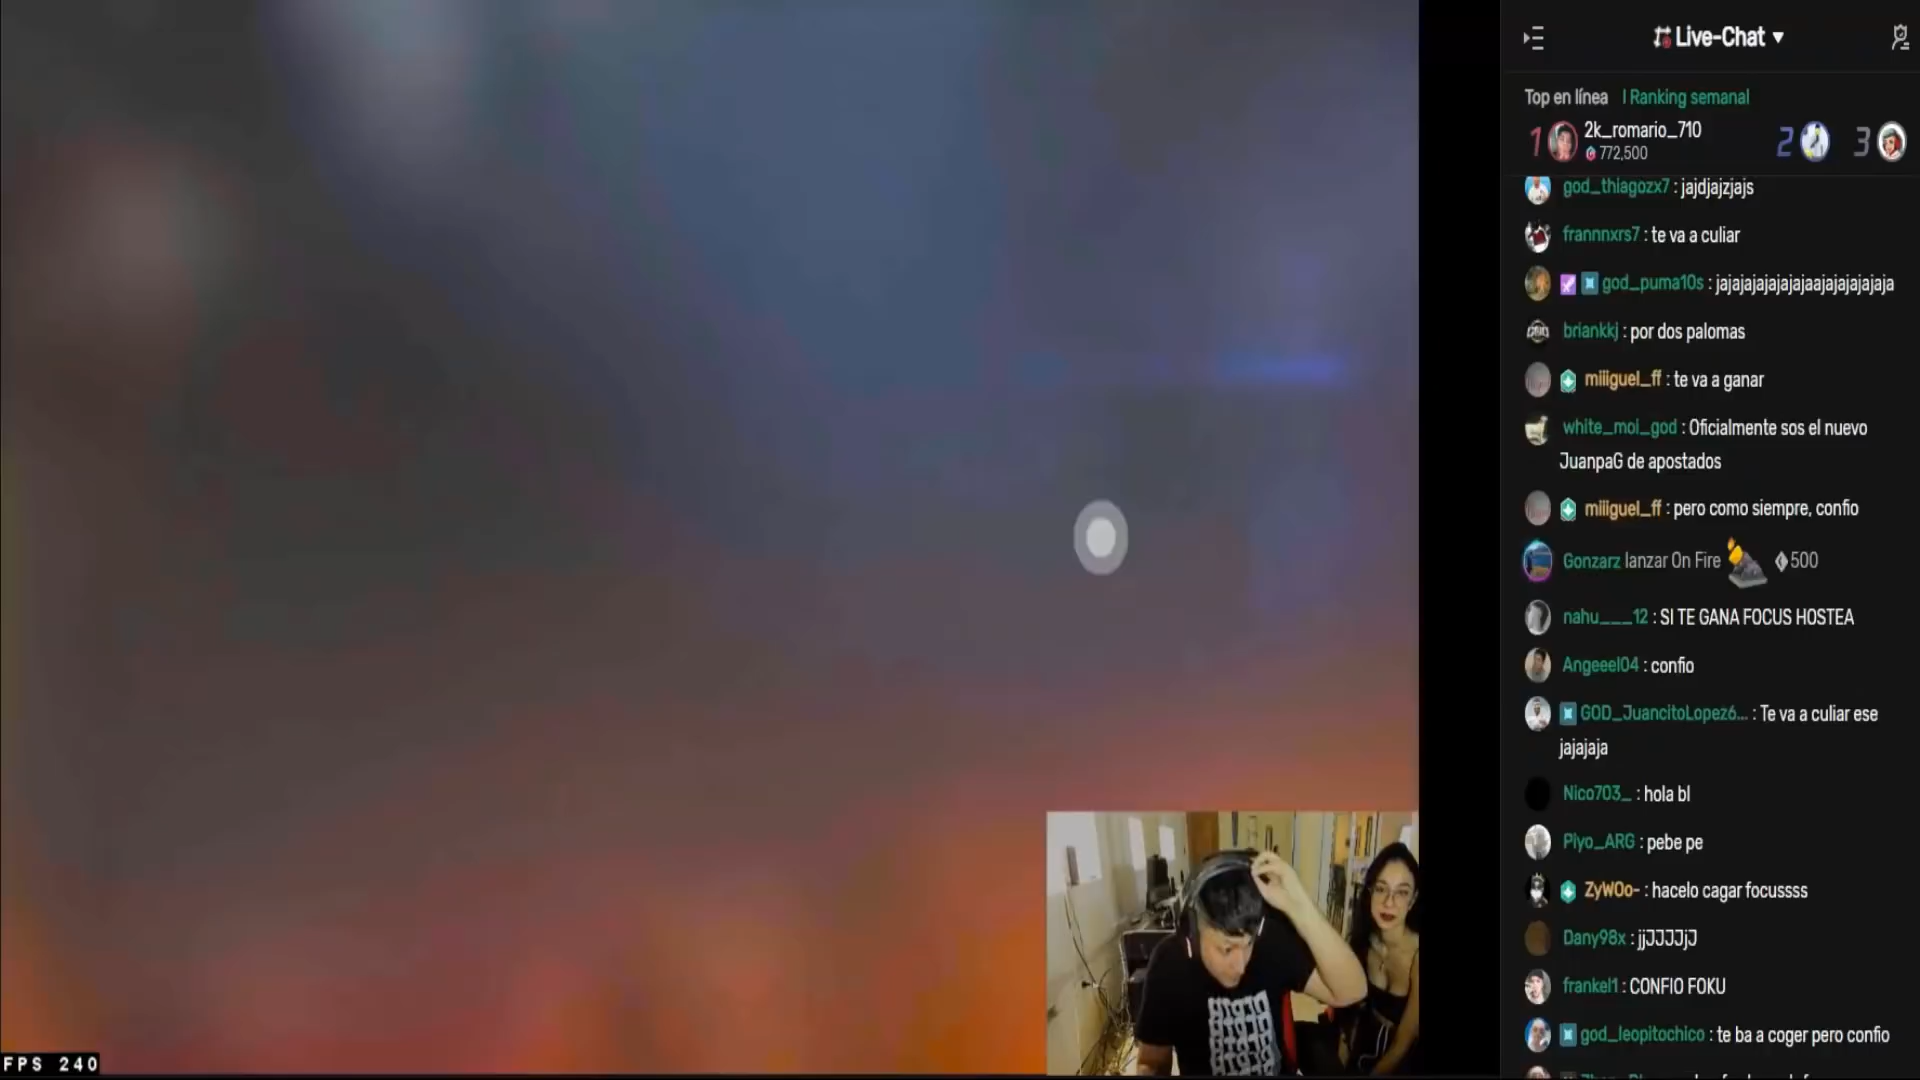 Live-Chat
Top en línea | Ranking semanal
1 2k_romario_710 2 3
772,500
god_thiagozx7 : jajdjajzjajs
frannnxrs7 : te va a culiar
god_puma10s : jajajajajajajaajajajajajaja
briankkj : por dos palomas
miiiguel_ff : te va a ganar
white_mol_god : Oficialmente sos el nuevo
JuanpaG de apostados
miiiguel_ff : pero como siempre, confio
Gonzarz lanzar On Fire 500
nahu___12 : SI TE GANA FOCUS HOSTEA
Angeeel04 : confio
GOD_JuancitoLopez6... : Te va a culiar ese
jajajaja
Nico703_ : hola bl
Piyo_ARG : pebe pe
ZyWOo- : hacelo cagar focussss
Dany98x : jjJJJJjJ
frankel1 : CONFIO FOKU
god_leopitochico : te ba a coger pero confio
FPS 240